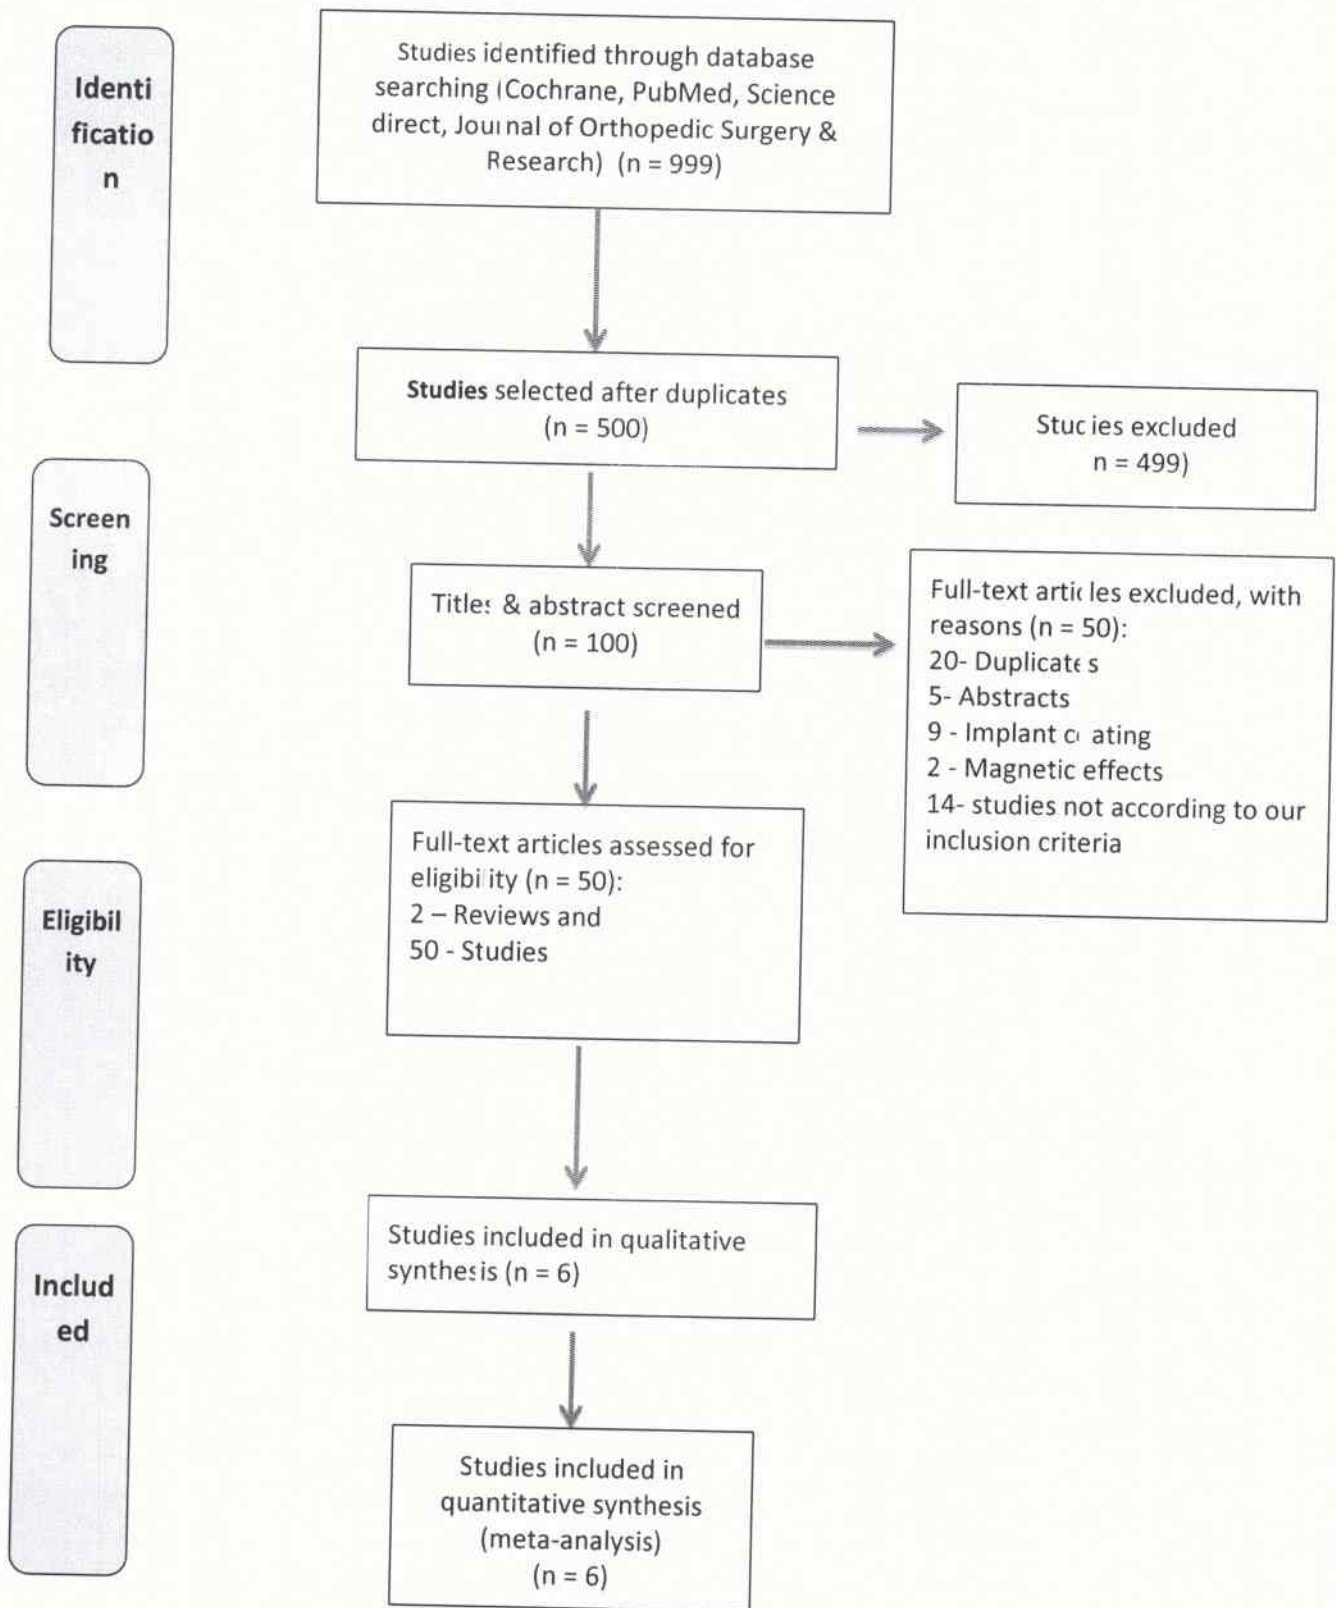 Identi
ficatio
n
Studies identified through database
searching (Cochrane, PubMed, Science
direct, Journal of Orthopedic Surgery &
Research) (n = 999)
Studies selected after duplicates
(n = 500)
Studies excluded
n = 499)
Screen
ing
Titles & abstract screened
(n = 100)
Full-text articles excluded, with
reasons (n = 50):
20- Duplicates
5- Abstracts
9 - Implant coating
2 - Magnetic effects
14- studies not according to our
inclusion criteria
Eligibil
ity
Full-text articles assessed for
eligibility (n = 50):
2 – Reviews and
50 - Studies
Includ
ed
Studies included in qualitative
synthesis (n = 6)
Studies included in
quantitative synthesis
(meta-analysis)
(n = 6)